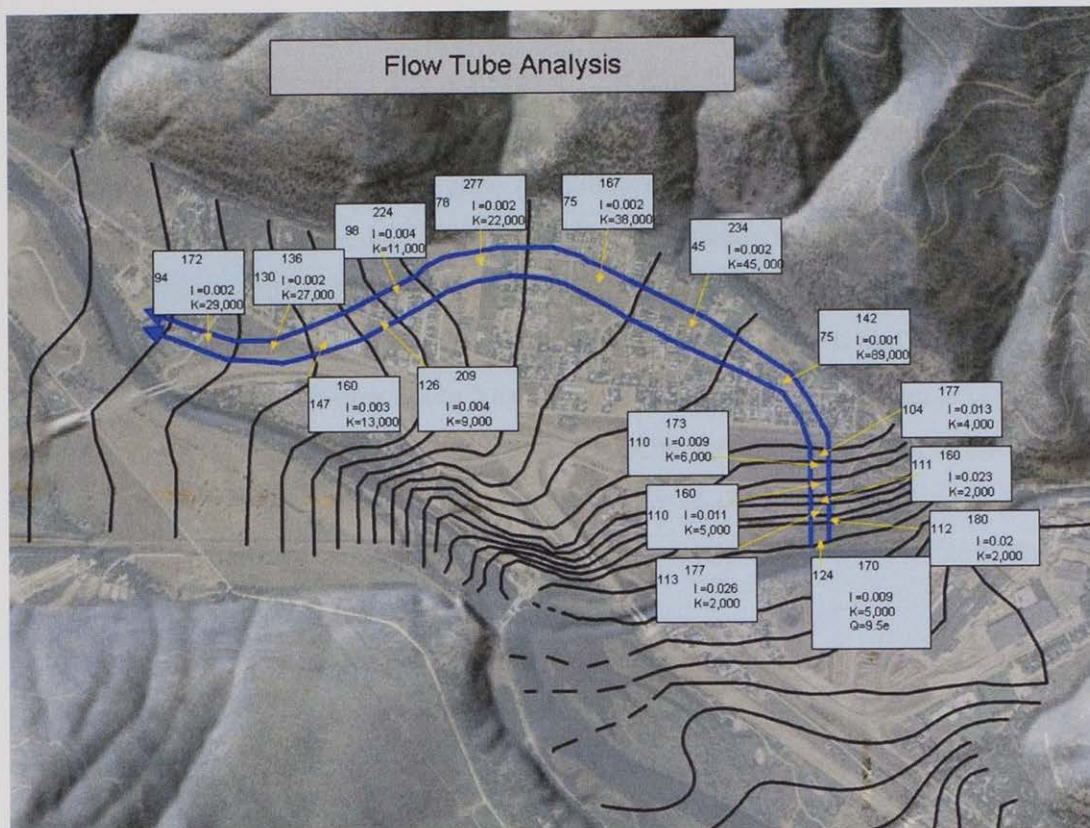 Flow Tube Analysis
277
78
I=0.002
K=22,000
167
75
I=0.002
K=38,000
224
98
I=0.004
K=11,000
234
45
I=0.002
K=45, 000
172
94
I=0.002
K=29,000
136
130
I=0.002
K=27,000
142
75
I=0.001
K=89,000
160
147
I=0.003
K=13,000
209
126
I=0.004
K=9,000
177
104
I=0.013
K=4,000
173
110
I=0.009
K=6,000
160
111
I=0.023
K=2,000
160
110
I=0.011
K=5,000
180
112
I=0.02
K=2,000
177
113
I=0.026
K=2,000
170
124
I=0.009
K=5,000
Q=9.5e